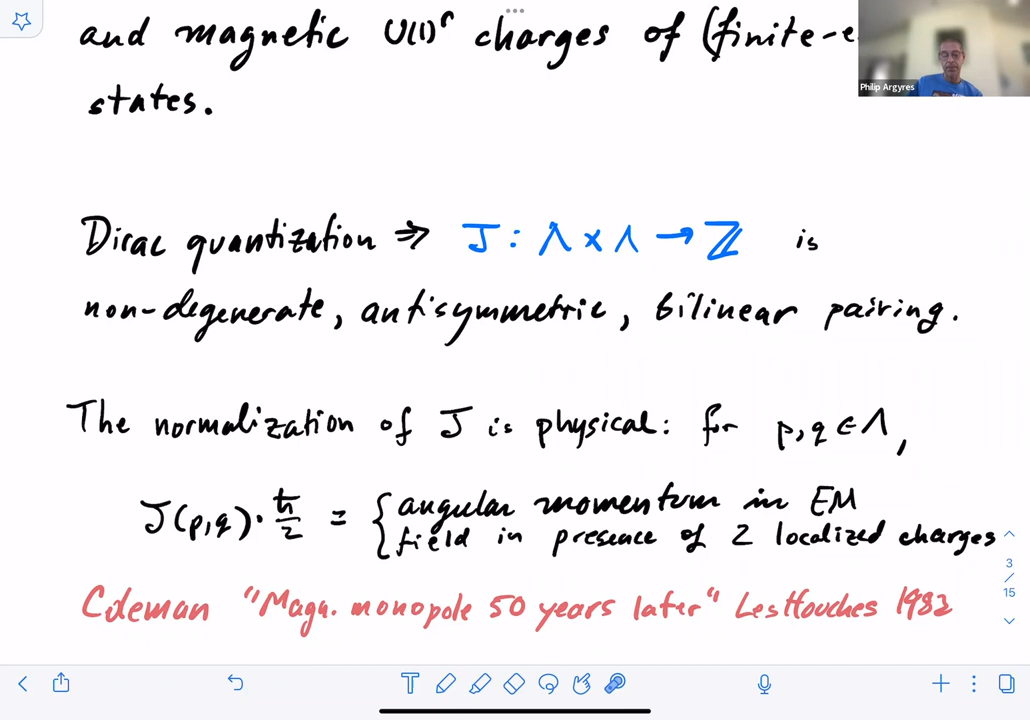 and magnetic U(1)^r charges of (finite-e
Philip Argyres
states.
Dirac quantization ⇒ J : Λ × Λ → ℤ is
non-degenerate, antisymmetric, bilinear pairing.
The normalization of J is physical: for p,q ∈ Λ,
J(p,q)·ħ/2 = { angular momentum in EM
field in presence of 2 localized charges
Coleman "Magn. monopole 50 years later" Les Houches 1982
3
/
15
T